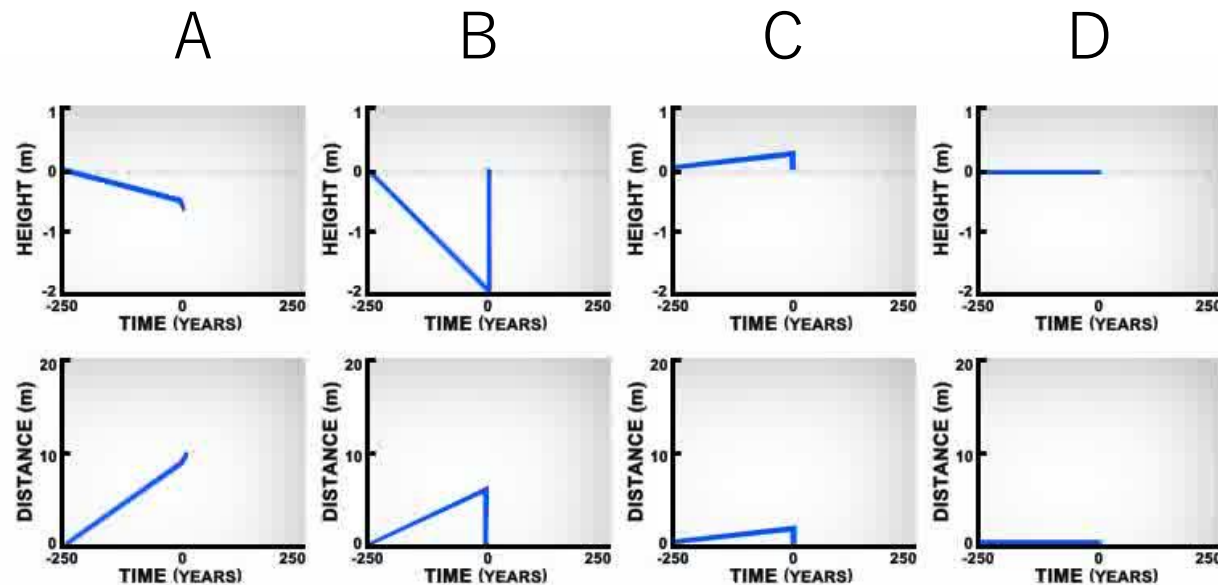 A B C D
1 1 1 1
0 0 0 0
-1 -1 -1 -1
-2 -2 -2 -2
HEIGHT (m) HEIGHT (m) HEIGHT (m) HEIGHT (m)
-250 0 250 -250 0 250 -250 0 250 -250 0 250
TIME (YEARS) TIME (YEARS) TIME (YEARS) TIME (YEARS)
20 20 20 20
10 10 10 10
0 0 0 0
DISTANCE (m) DISTANCE (m) DISTANCE (m) DISTANCE (m)
-250 0 250 -250 0 250 -250 0 250 -250 0 250
TIME (YEARS) TIME (YEARS) TIME (YEARS) TIME (YEARS)